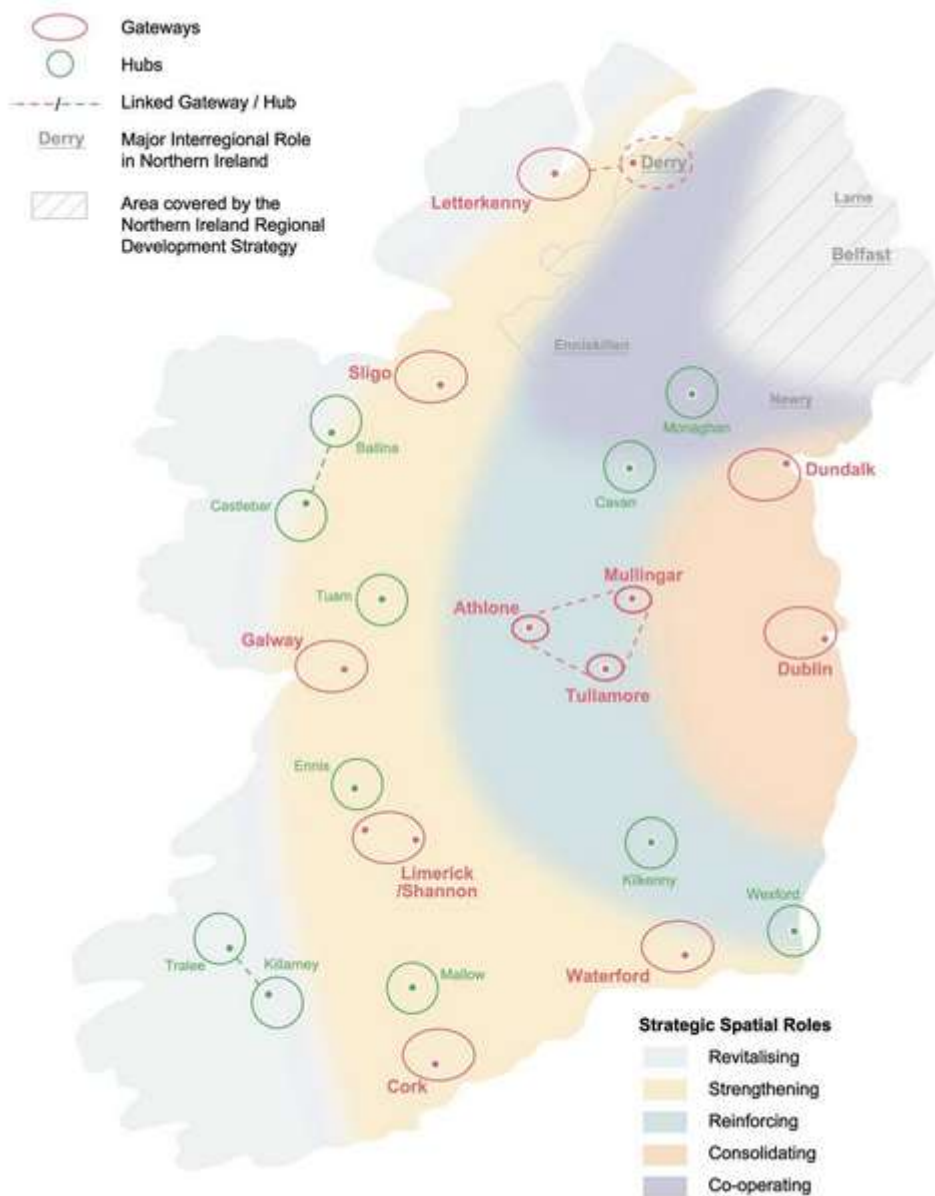 Gateways
Hubs
Linked Gateway / Hub
Derry
Major Interregional Role
in Northern Ireland
Area covered by the
Northern Ireland Regional
Development Strategy
Derry
Letterkenny
Larne
Belfast
Enniskillen
Sligo
Newry
Monaghan
Ballina
Dundalk
Cavan
Castlebar
Mullingar
Tuam
Athlone
Galway
Dublin
Tullamore
Ennis
Limerick
/Shannon
Kilkenny
Wexford
Tralee
Killarney
Mallow
Waterford
Cork
Strategic Spatial Roles
Revitalising
Strengthening
Reinforcing
Consolidating
Co-operating